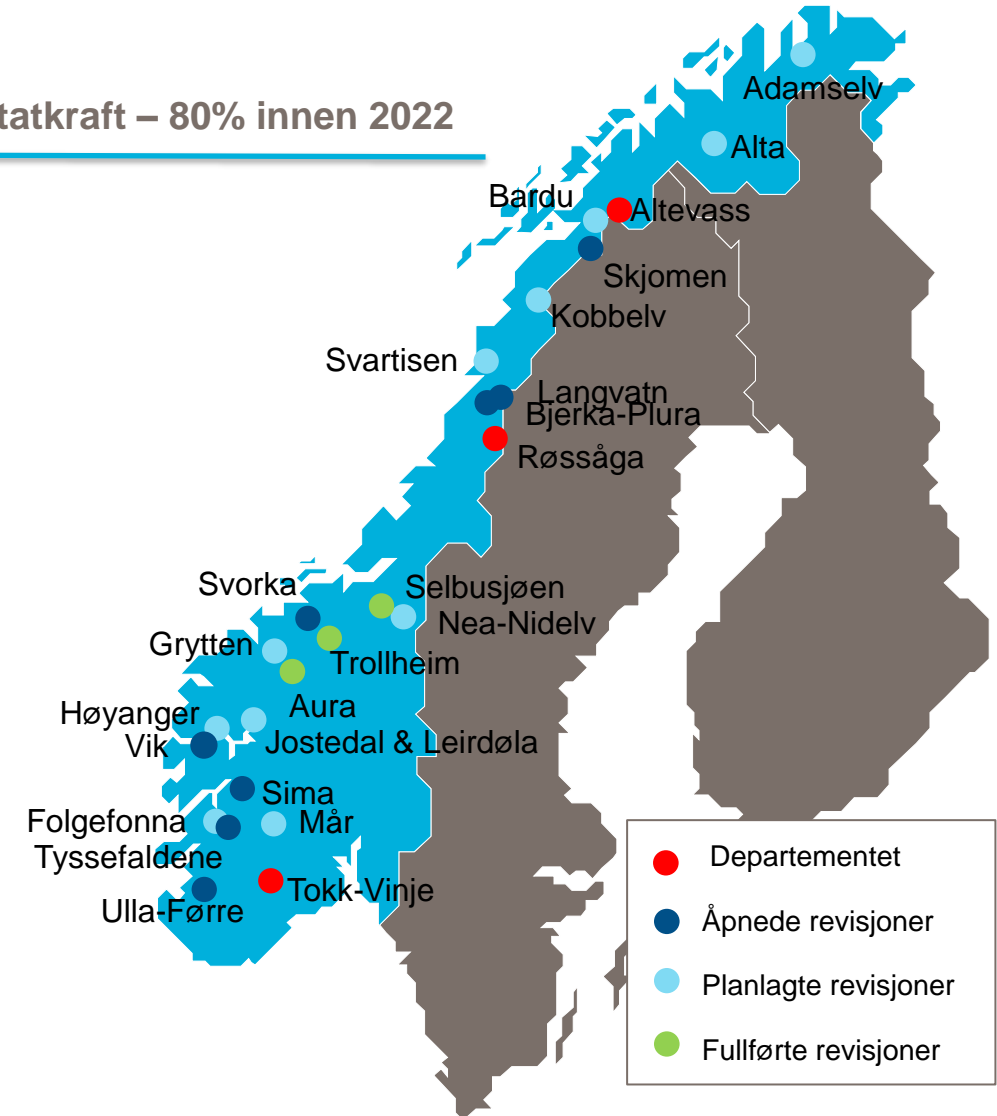 tatkraft – 80% innen 2022
Adamselv
Alta
Bardu
Altevass
Skjomen
Kobbelv
Svartisen
Langvatn
Bjerka-Plura
Røssåga
Svorka
Selbusjøen
Nea-Nidelv
Grytten
Trollheim
Høyanger
Aura
Vik
Jostedal & Leirdøla
Sima
Folgefonna
Mår
Tyssefaldene
Tokk-Vinje
Ulla-Førre
Departementet
Åpnede revisjoner
Planlagte revisjoner
Fullførte revisjoner